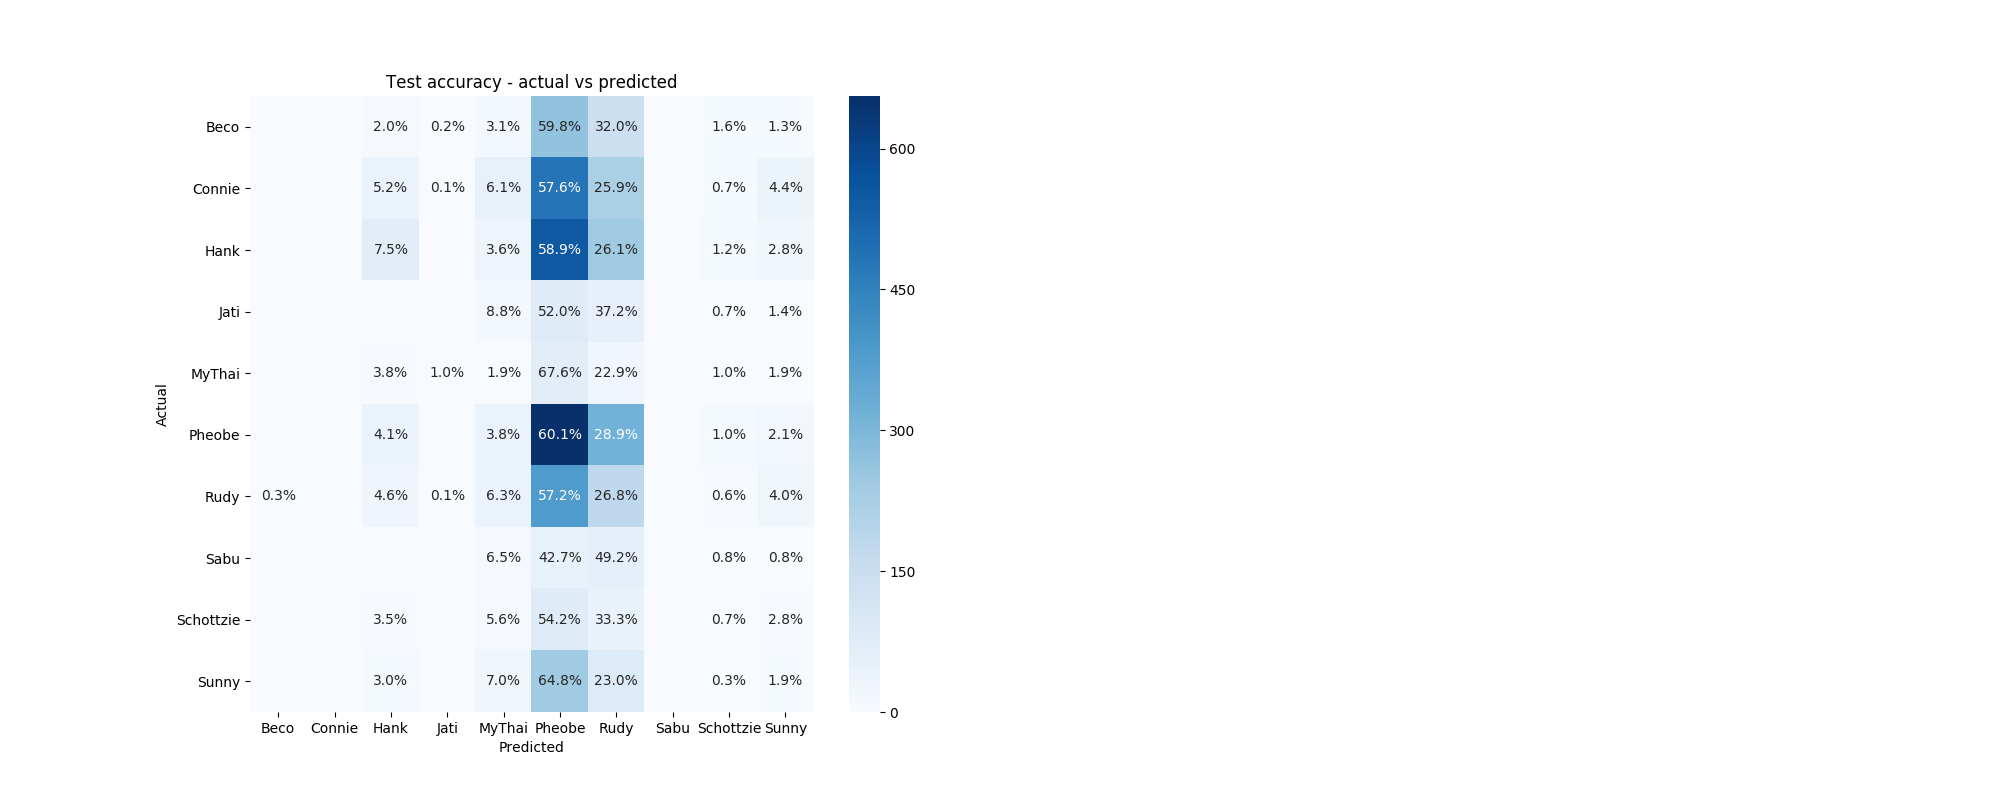 Test accuracy - actual vs predicted
Beco 2.0% 0.2% 3.1% 59.8% 32.0% 1.6% 1.3%
600
Connie 5.2% 0.1% 6.1% 57.6% 25.9% 0.7% 4.4%
Hank 7.5% 3.6% 58.9% 26.1% 1.2% 2.8%
450
Jati 8.8% 52.0% 37.2% 0.7% 1.4%
MyThai 3.8% 1.0% 1.9% 67.6% 22.9% 1.0% 1.9%
Actual
Pheobe 4.1% 3.8% 60.1% 28.9% 1.0% 2.1%
300
Rudy 0.3% 4.6% 0.1% 6.3% 57.2% 26.8% 0.6% 4.0%
Sabu 6.5% 42.7% 49.2% 0.8% 0.8%
150
Schottzie 3.5% 5.6% 54.2% 33.3% 0.7% 2.8%
Sunny 3.0% 7.0% 64.8% 23.0% 0.3% 1.9%
0
Beco Connie Hank Jati MyThai Pheobe Rudy Sabu Schottzie Sunny
Predicted